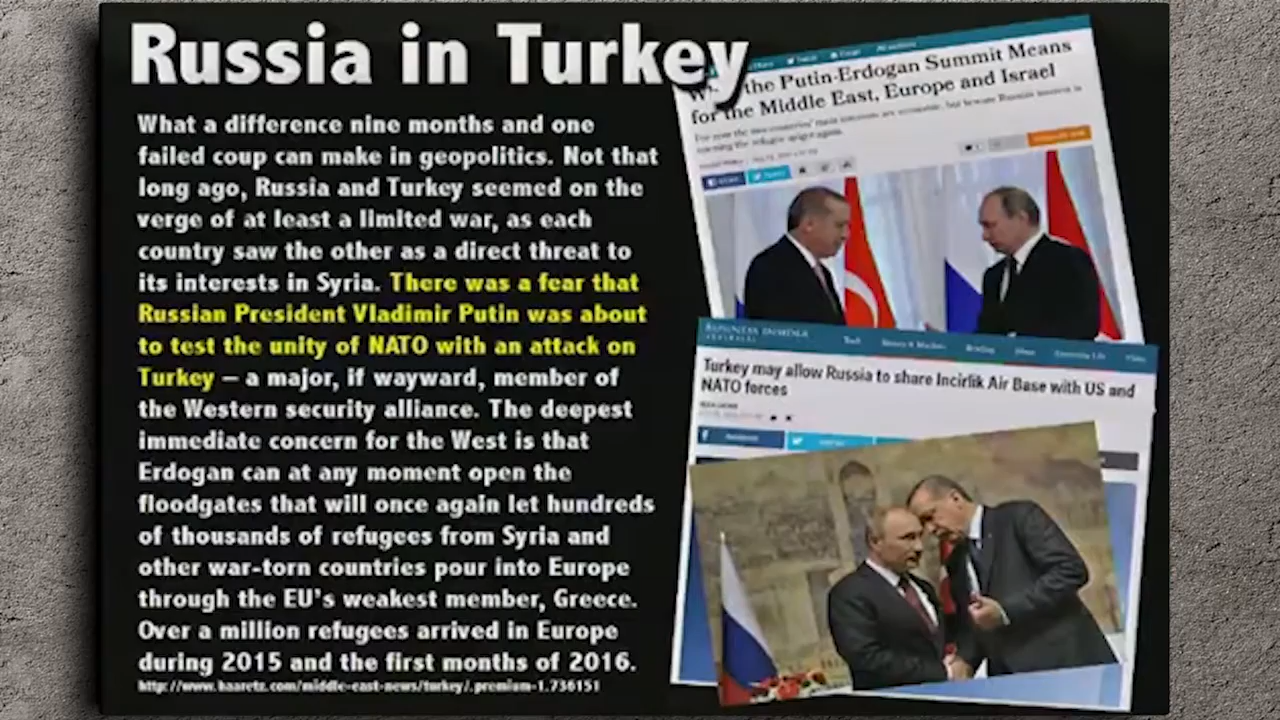 Russia in Turkey
What a difference nine months and one
failed coup can make in geopolitics. Not that
long ago, Russia and Turkey seemed on the
verge of at least a limited war, as each
country saw the other as a direct threat to
its interests in Syria. There was a fear that
Russian President Vladimir Putin was about
to test the unity of NATO with an attack on
Turkey – a major, if wayward, member of
the Western security alliance. The deepest
immediate concern for the West is that
Erdogan can at any moment open the
floodgates that will once again let hundreds
of thousands of refugees from Syria and
other war-torn countries pour into Europe
through the EU's weakest member, Greece.
Over a million refugees arrived in Europe
during 2015 and the first months of 2016.
http://www.haaretz.com/middle-east-news/turkey/.premium-1.736151
the Putin-Erdogan Summit Means
for the Middle East, Europe and Israel
BUSINESS INSIDER
Tech
Briefing
Turkey may allow Russia to share Incirlik Air Base with US and
NATO forces